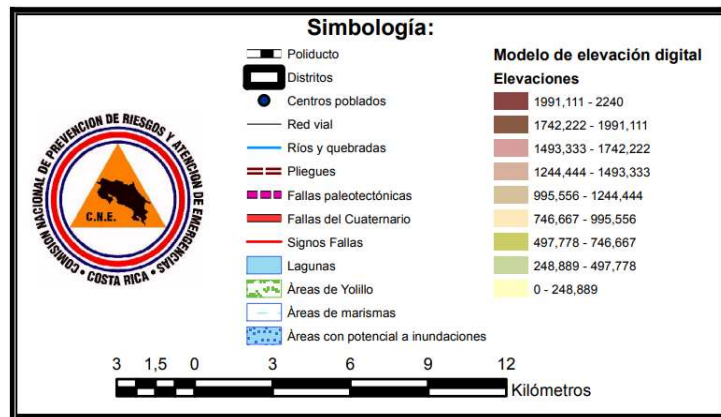 Simbología:
COMISION NACIONAL DE PREVENCION DE RIESGOS Y ATENCION DE EMERGENCIAS
• COSTA RICA •
C.N.E.
Poliducto
Distritos
Centros poblados
Red vial
Ríos y quebradas
Pliegues
Fallas paleotectónicas
Fallas del Cuaternario
Signos Fallas
Lagunas
Àreas de Yolillo
Àreas de marismas
Àreas con potencial a inundaciones
Modelo de elevación digital
Elevaciones
1991,111 - 2240
1742,222 - 1991,111
1493,333 - 1742,222
1244,444 - 1493,333
995,556 - 1244,444
746,667 - 995,556
497,778 - 746,667
248,889 - 497,778
0 - 248,889
3 1,5 0 3 6 9 12
Kilómetros